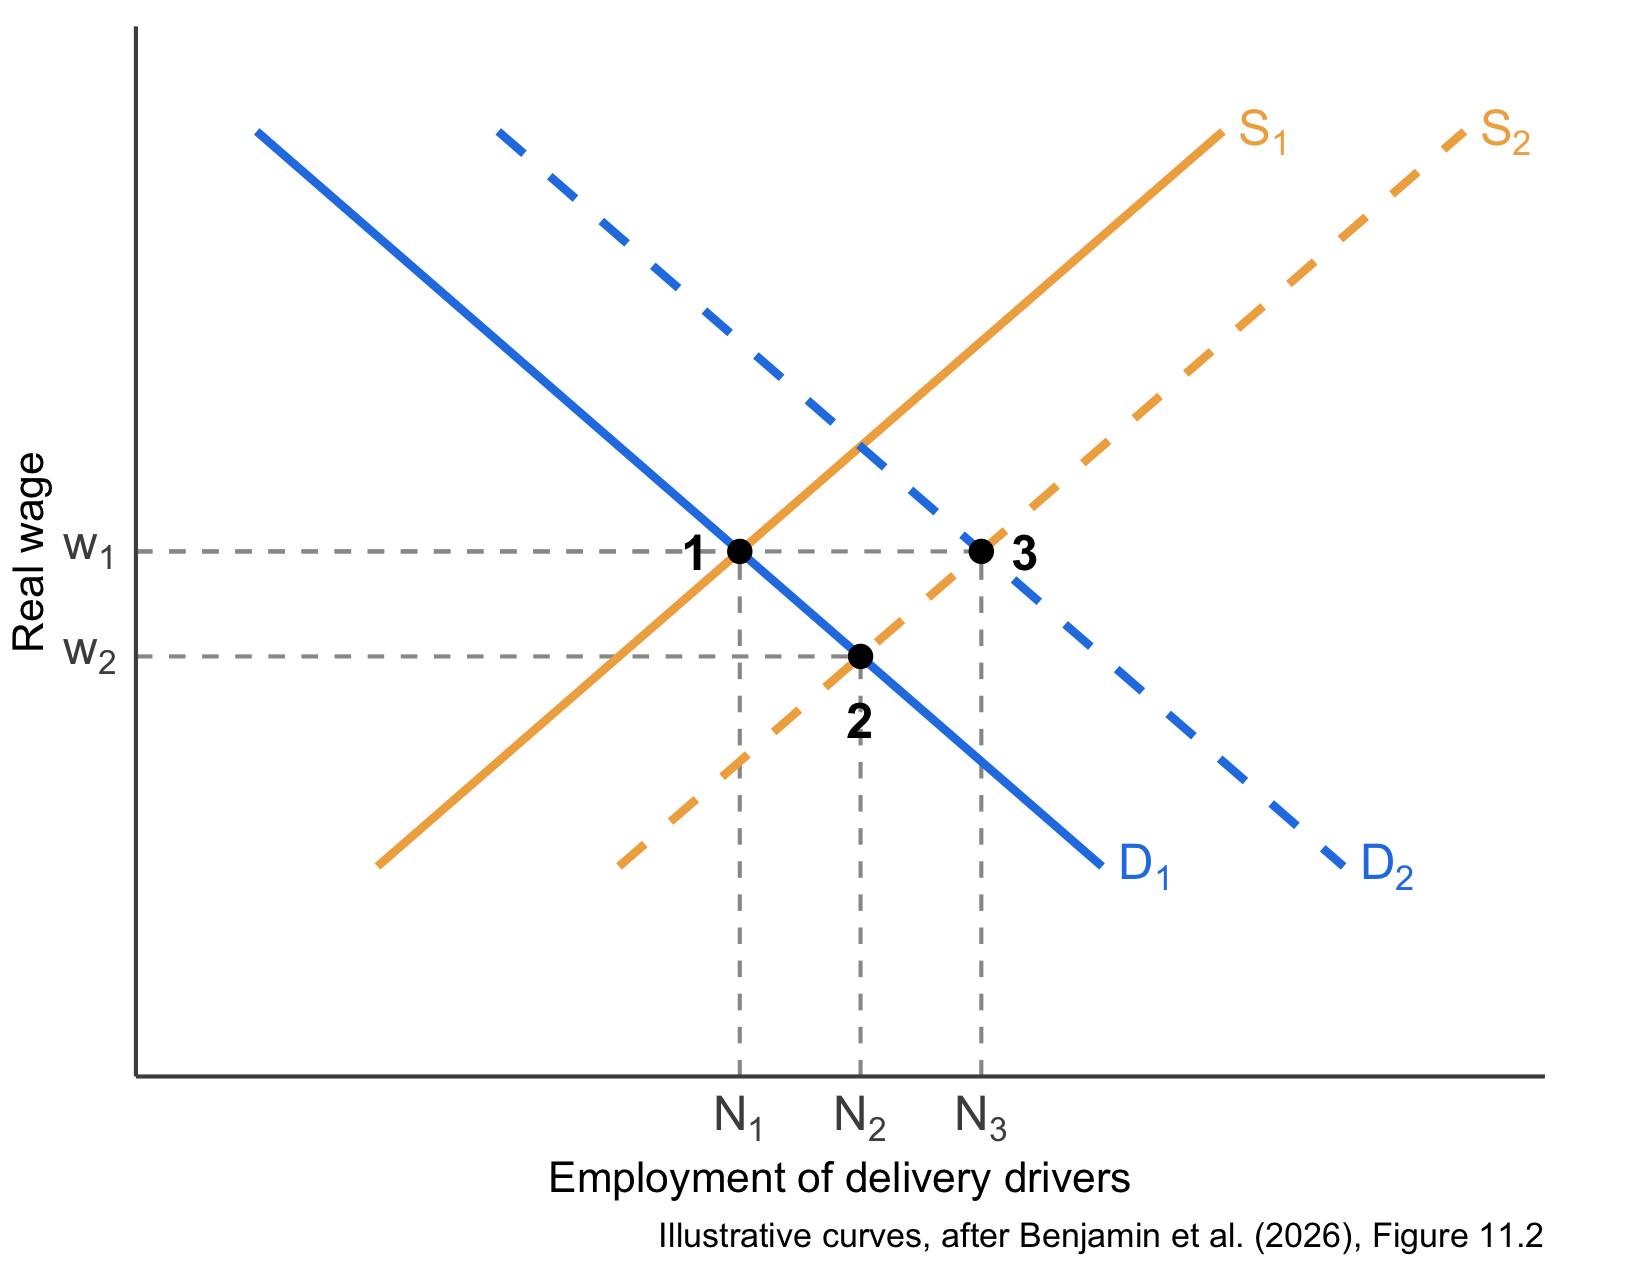 S₁
S₂
Real wage
w₁
1
3
w₂
2
D₁
D₂
N₁
N₂
N₃
Employment of delivery drivers
Illustrative curves, after Benjamin et al. (2026), Figure 11.2